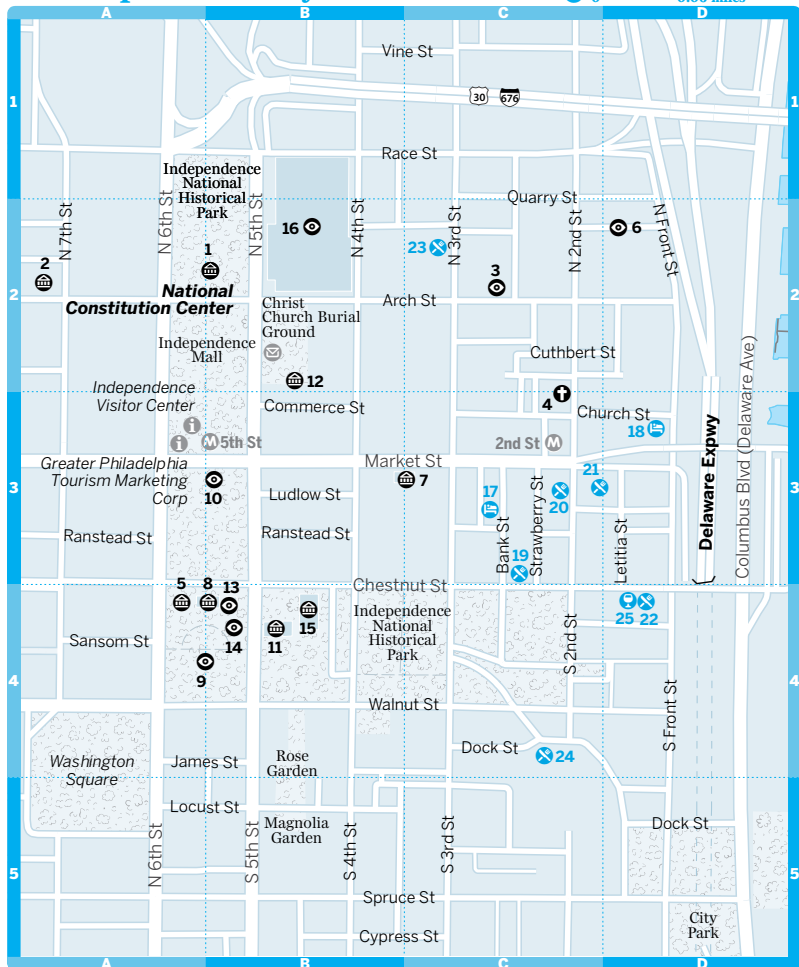 A
B
C
D
1
Vine St
30
676
1
Race St
Independence
National
Historical
Park
Quarry St
N 7th St
N 6th St
N 5th St
N 4th St
N 3rd St
N 2nd St
N Front St
16
6
23
1
2
3
2
National
Constitution Center
2
Arch St
Christ
Church Burial
Ground
Independence
Mall
Cuthbert St
Columbus Blvd (Delaware Ave)
12
Independence
Visitor Center
4
Commerce St
Church St
18
i
i
M
5th St
2nd St
M
Delaware Expwy
Greater Philadelphia
Tourism Marketing
Corp
Market St
3
10
7
17
21
20
3
Ludlow St
Bank St
Strawberry St
Letitia St
Ranstead St
Ranstead St
19
Chestnut St
5
8
13
15
11
14
9
Independence
National
Historical
Park
25
22
Sansom St
S 2nd St
4
4
S Front St
Walnut St
Dock St
24
Washington
Square
James St
Rose
Garden
Locust St
Magnolia
Garden
Dock St
N 6th St
S 5th St
S 4th St
S 3rd St
5
5
Spruce St
City
Park
Cypress St
A
B
C
D